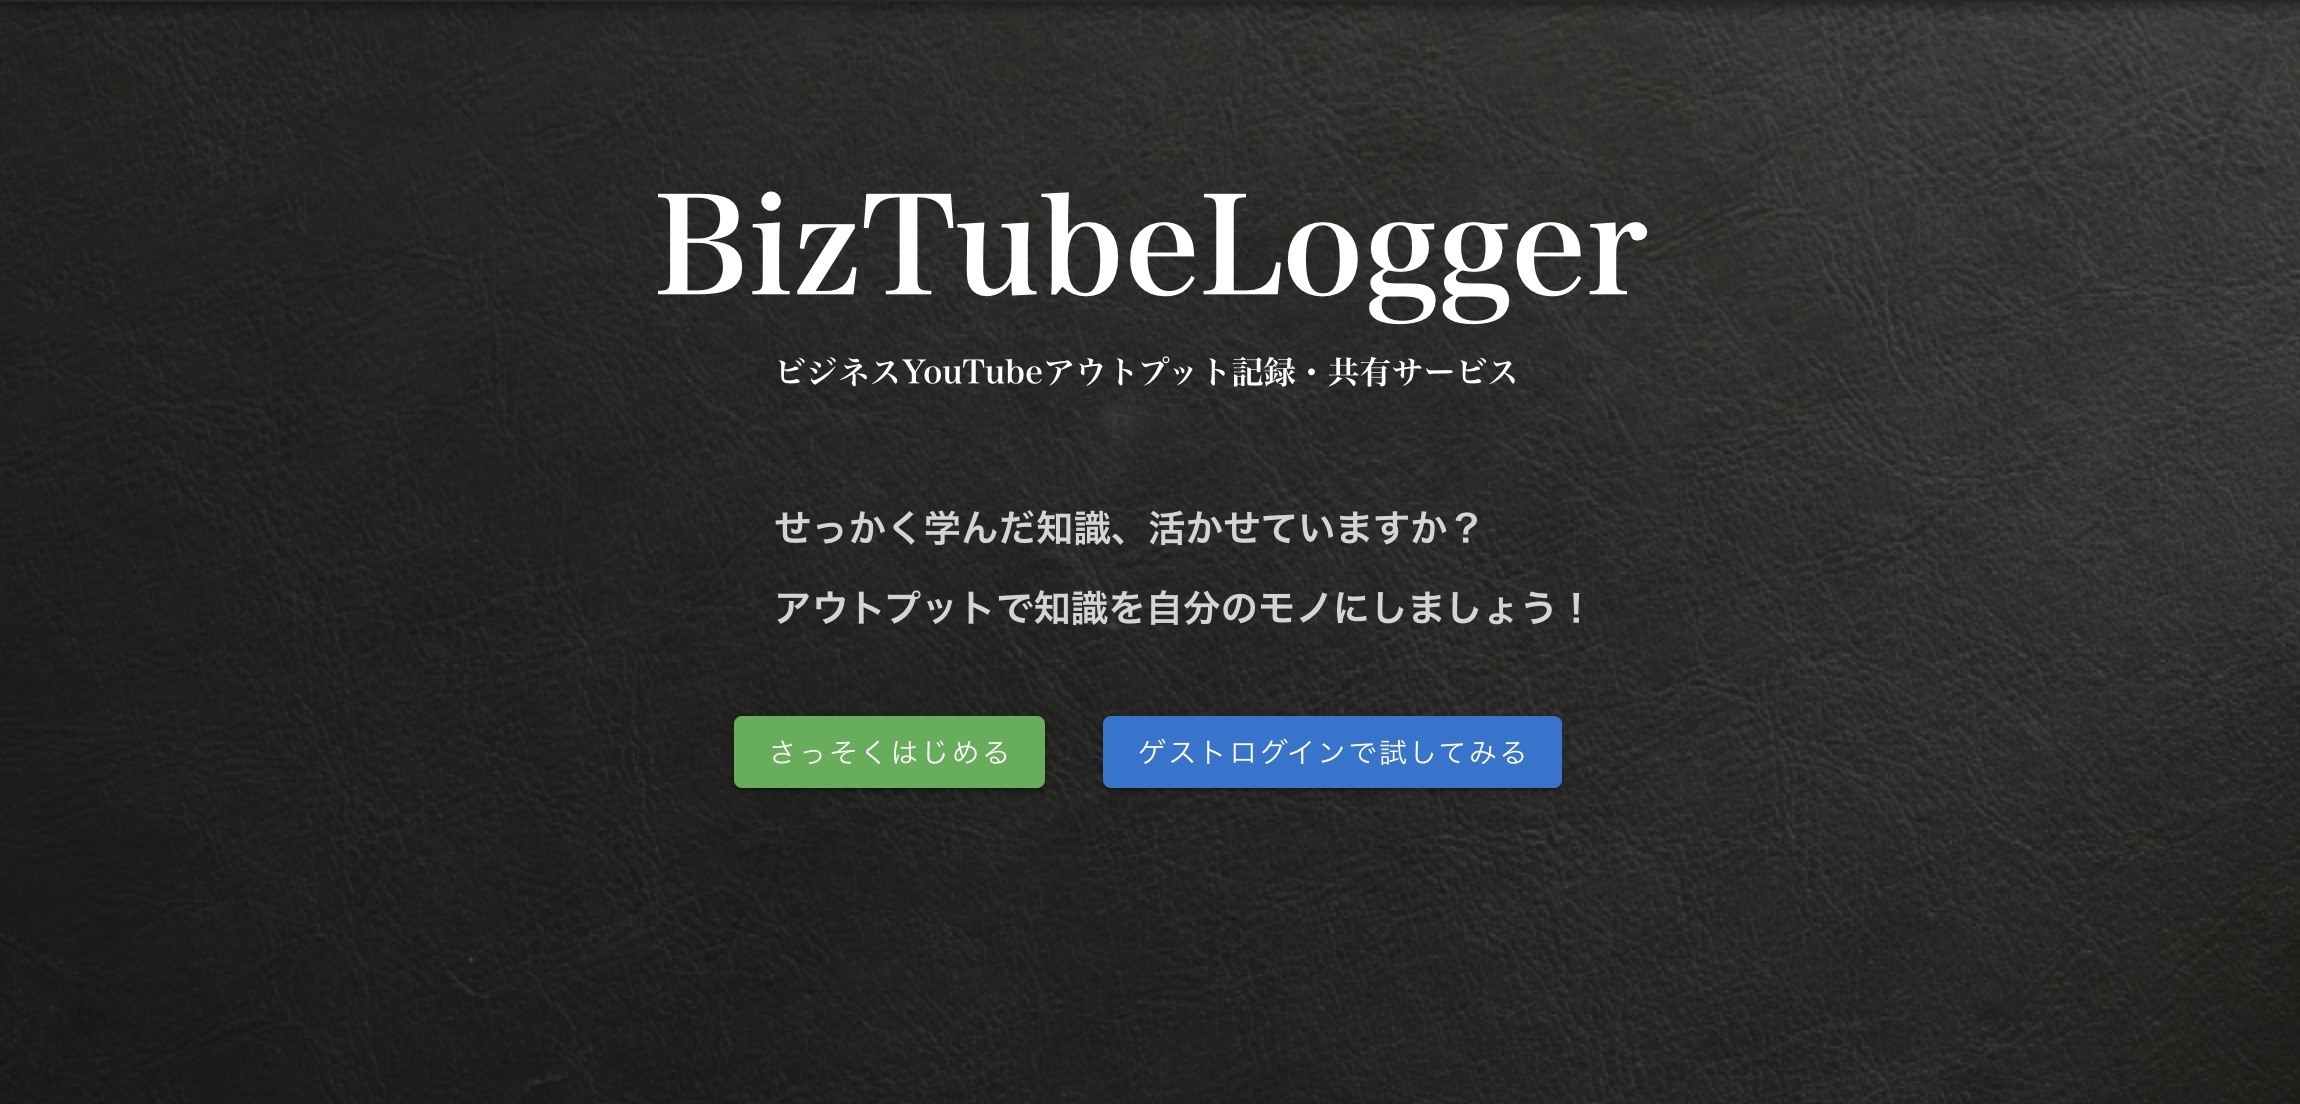 BizTubeLogger
ビジネスYouTubeアウトプット記録・共有サービス
せっかく学んだ知識、活かせていますか？
アウトプットで知識を自分のモノにしましょう！
さっそくはじめる
ゲストログインで試してみる